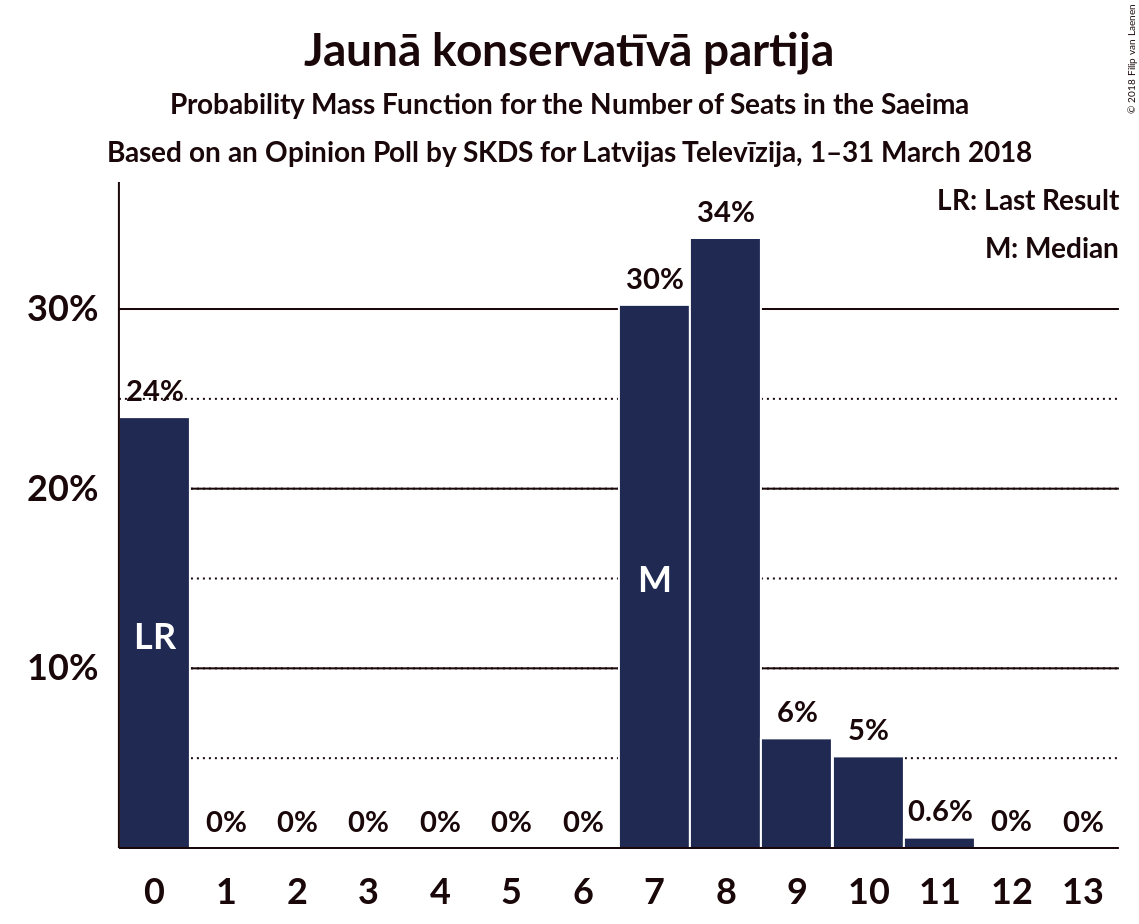 Jaunā konservatīvā partija
Probability Mass Function for the Number of Seats in the Saeima
Based on an Opinion Poll by SKDS for Latvijas Televīzija, 1–31 March 2018
© 2018 Filip van Laenen
LR: Last Result
M: Median
34%
30%
30%
24%
20%
M
LR
10%
6%
5%
0% 0% 0% 0% 0% 0% 0.6% 0% 0%
0 1 2 3 4 5 6 7 8 9 10 11 12 13